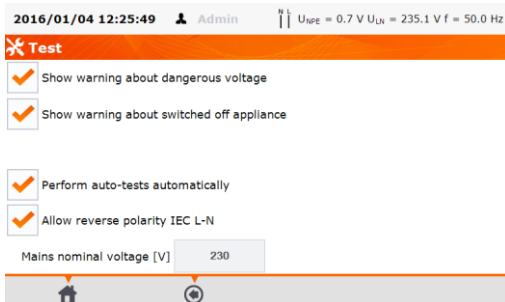 2016/01/04 12:25:49 Admin N L UNPE = 0.7 V ULN = 235.1 V f = 50.0 Hz
Test
Show warning about dangerous voltage
Show warning about switched off appliance
Perform auto-tests automatically
Allow reverse polarity IEC L-N
Mains nominal voltage [V] 230